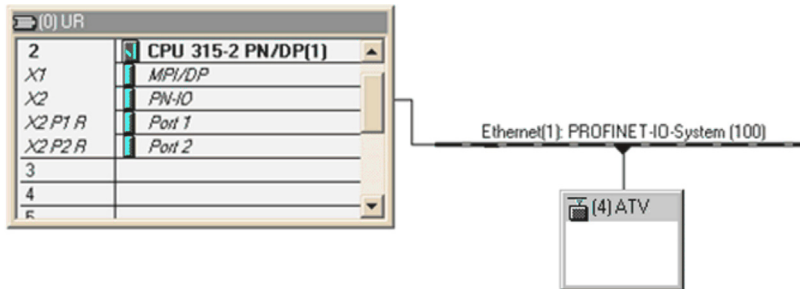 (0) UR
2 CPU 315-2 PN/DP(1)
X1 MPI/DP
X2 PN-IO
X2 P1 R Port 1
X2 P2 R Port 2
3
4
5
Ethernet(1): PROFINET-IO-System (100)
(4) ATV